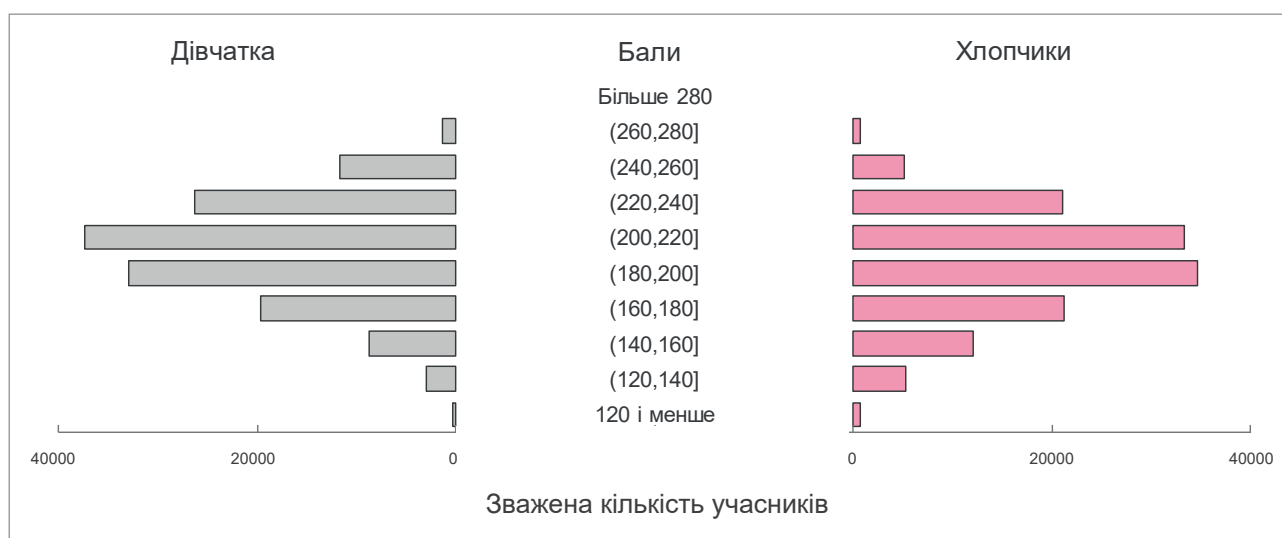 Дівчатка Бали Хлопчики
Більше 280
(260,280]
(240,260]
(220,240]
(200,220]
(180,200]
(160,180]
(140,160]
(120,140]
120 і менше
40000 20000 0 0 20000 40000
Зважена кількість учасників